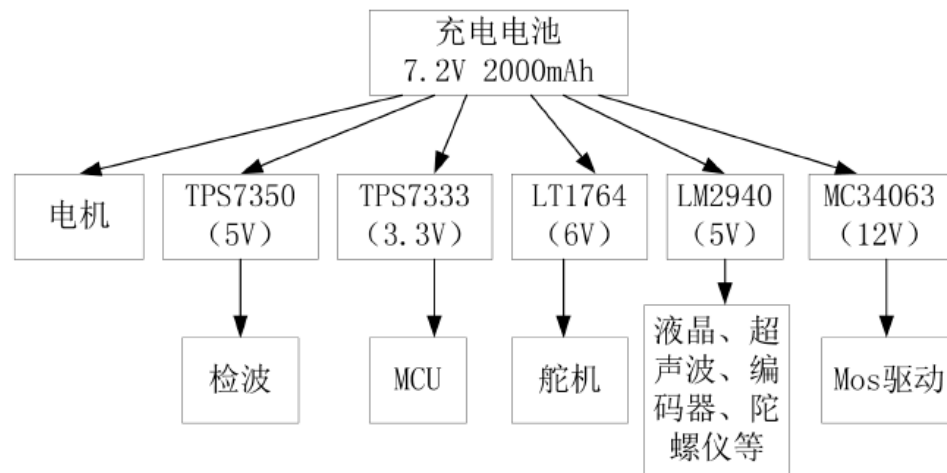 充电电池
7.2V 2000mAh
电机
TPS7350
（5V）
TPS7333
（3.3V）
LT1764
（6V）
LM2940
（5V）
MC34063
（12V）
检波
MCU
舵机
液晶、超
声波、编
码器、陀
螺仪等
Mos驱动